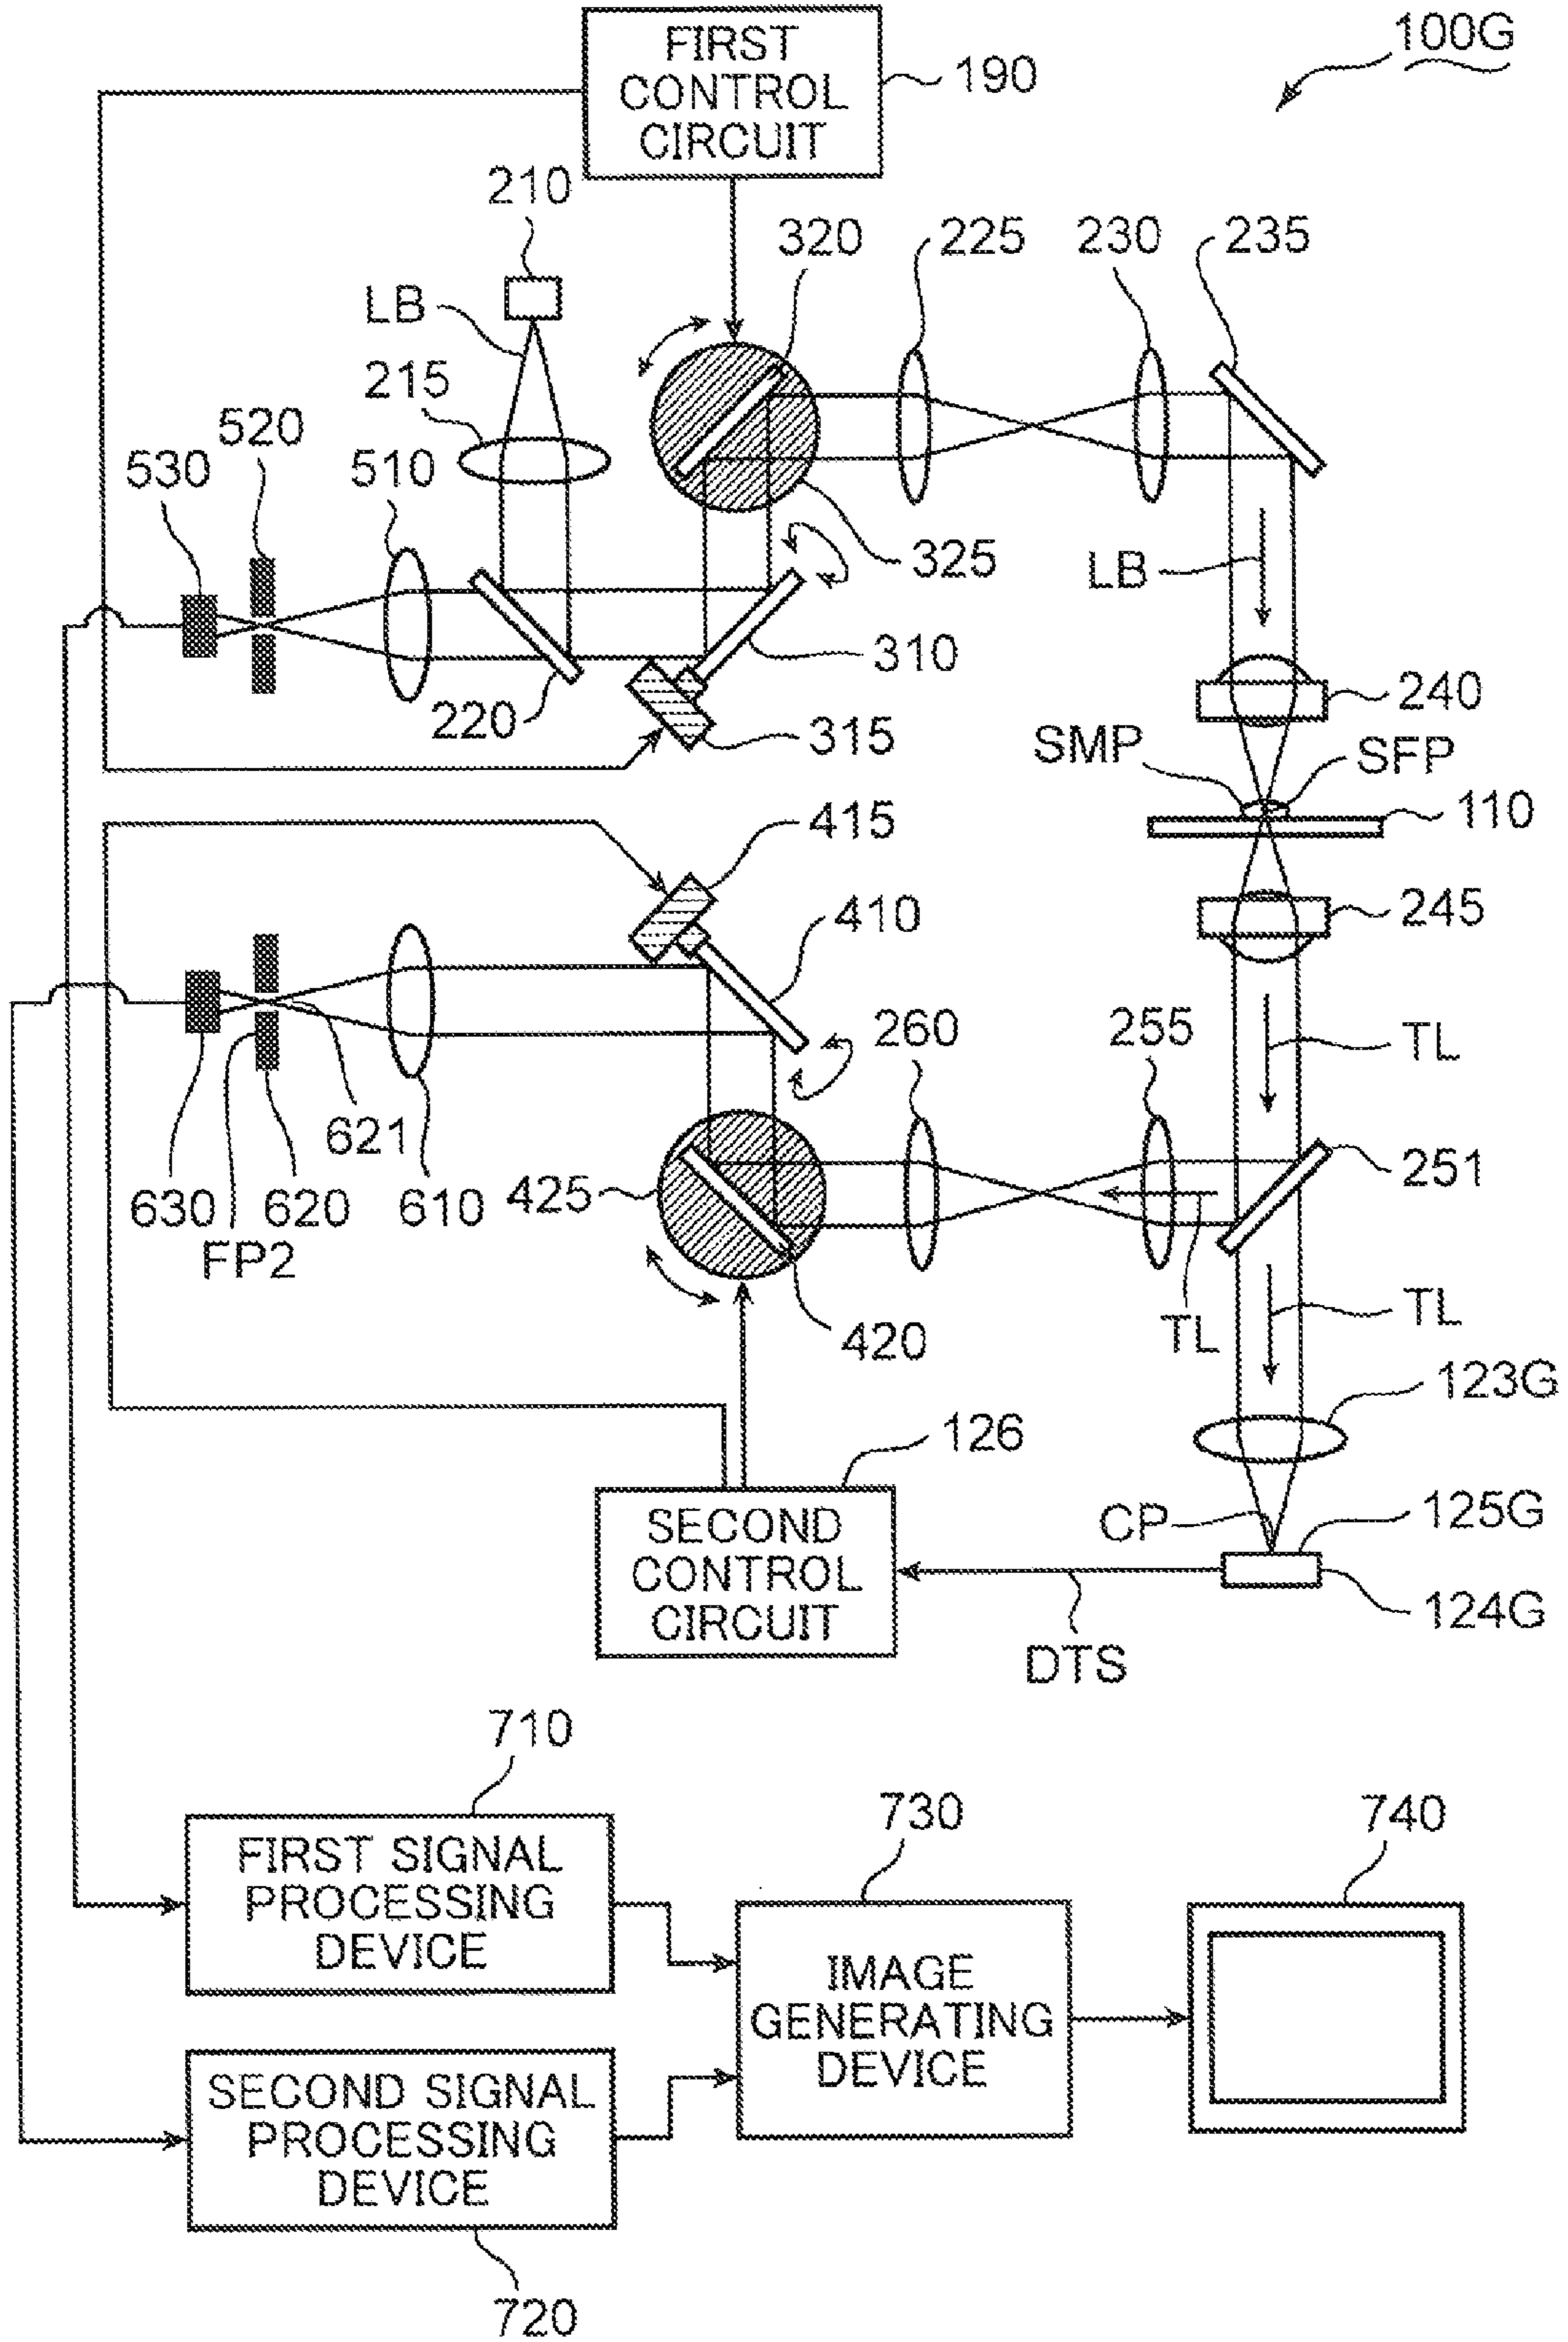 100G
FIRST
CONTROL
CIRCUIT
190
210
LB
215
320
225
230
235
520
530
510
325
LB
310
220
315
240
SMP
SFP
110
415
410
245
260
255
TL
621
630
620
610
FP2
425
251
TL
TL
420
123G
126
SECOND
CONTROL
CIRCUIT
CP
125G
124G
DTS
710
FIRST SIGNAL
PROCESSING
DEVICE
730
740
IMAGE
GENERATING
DEVICE
SECOND SIGNAL
PROCESSING
DEVICE
720